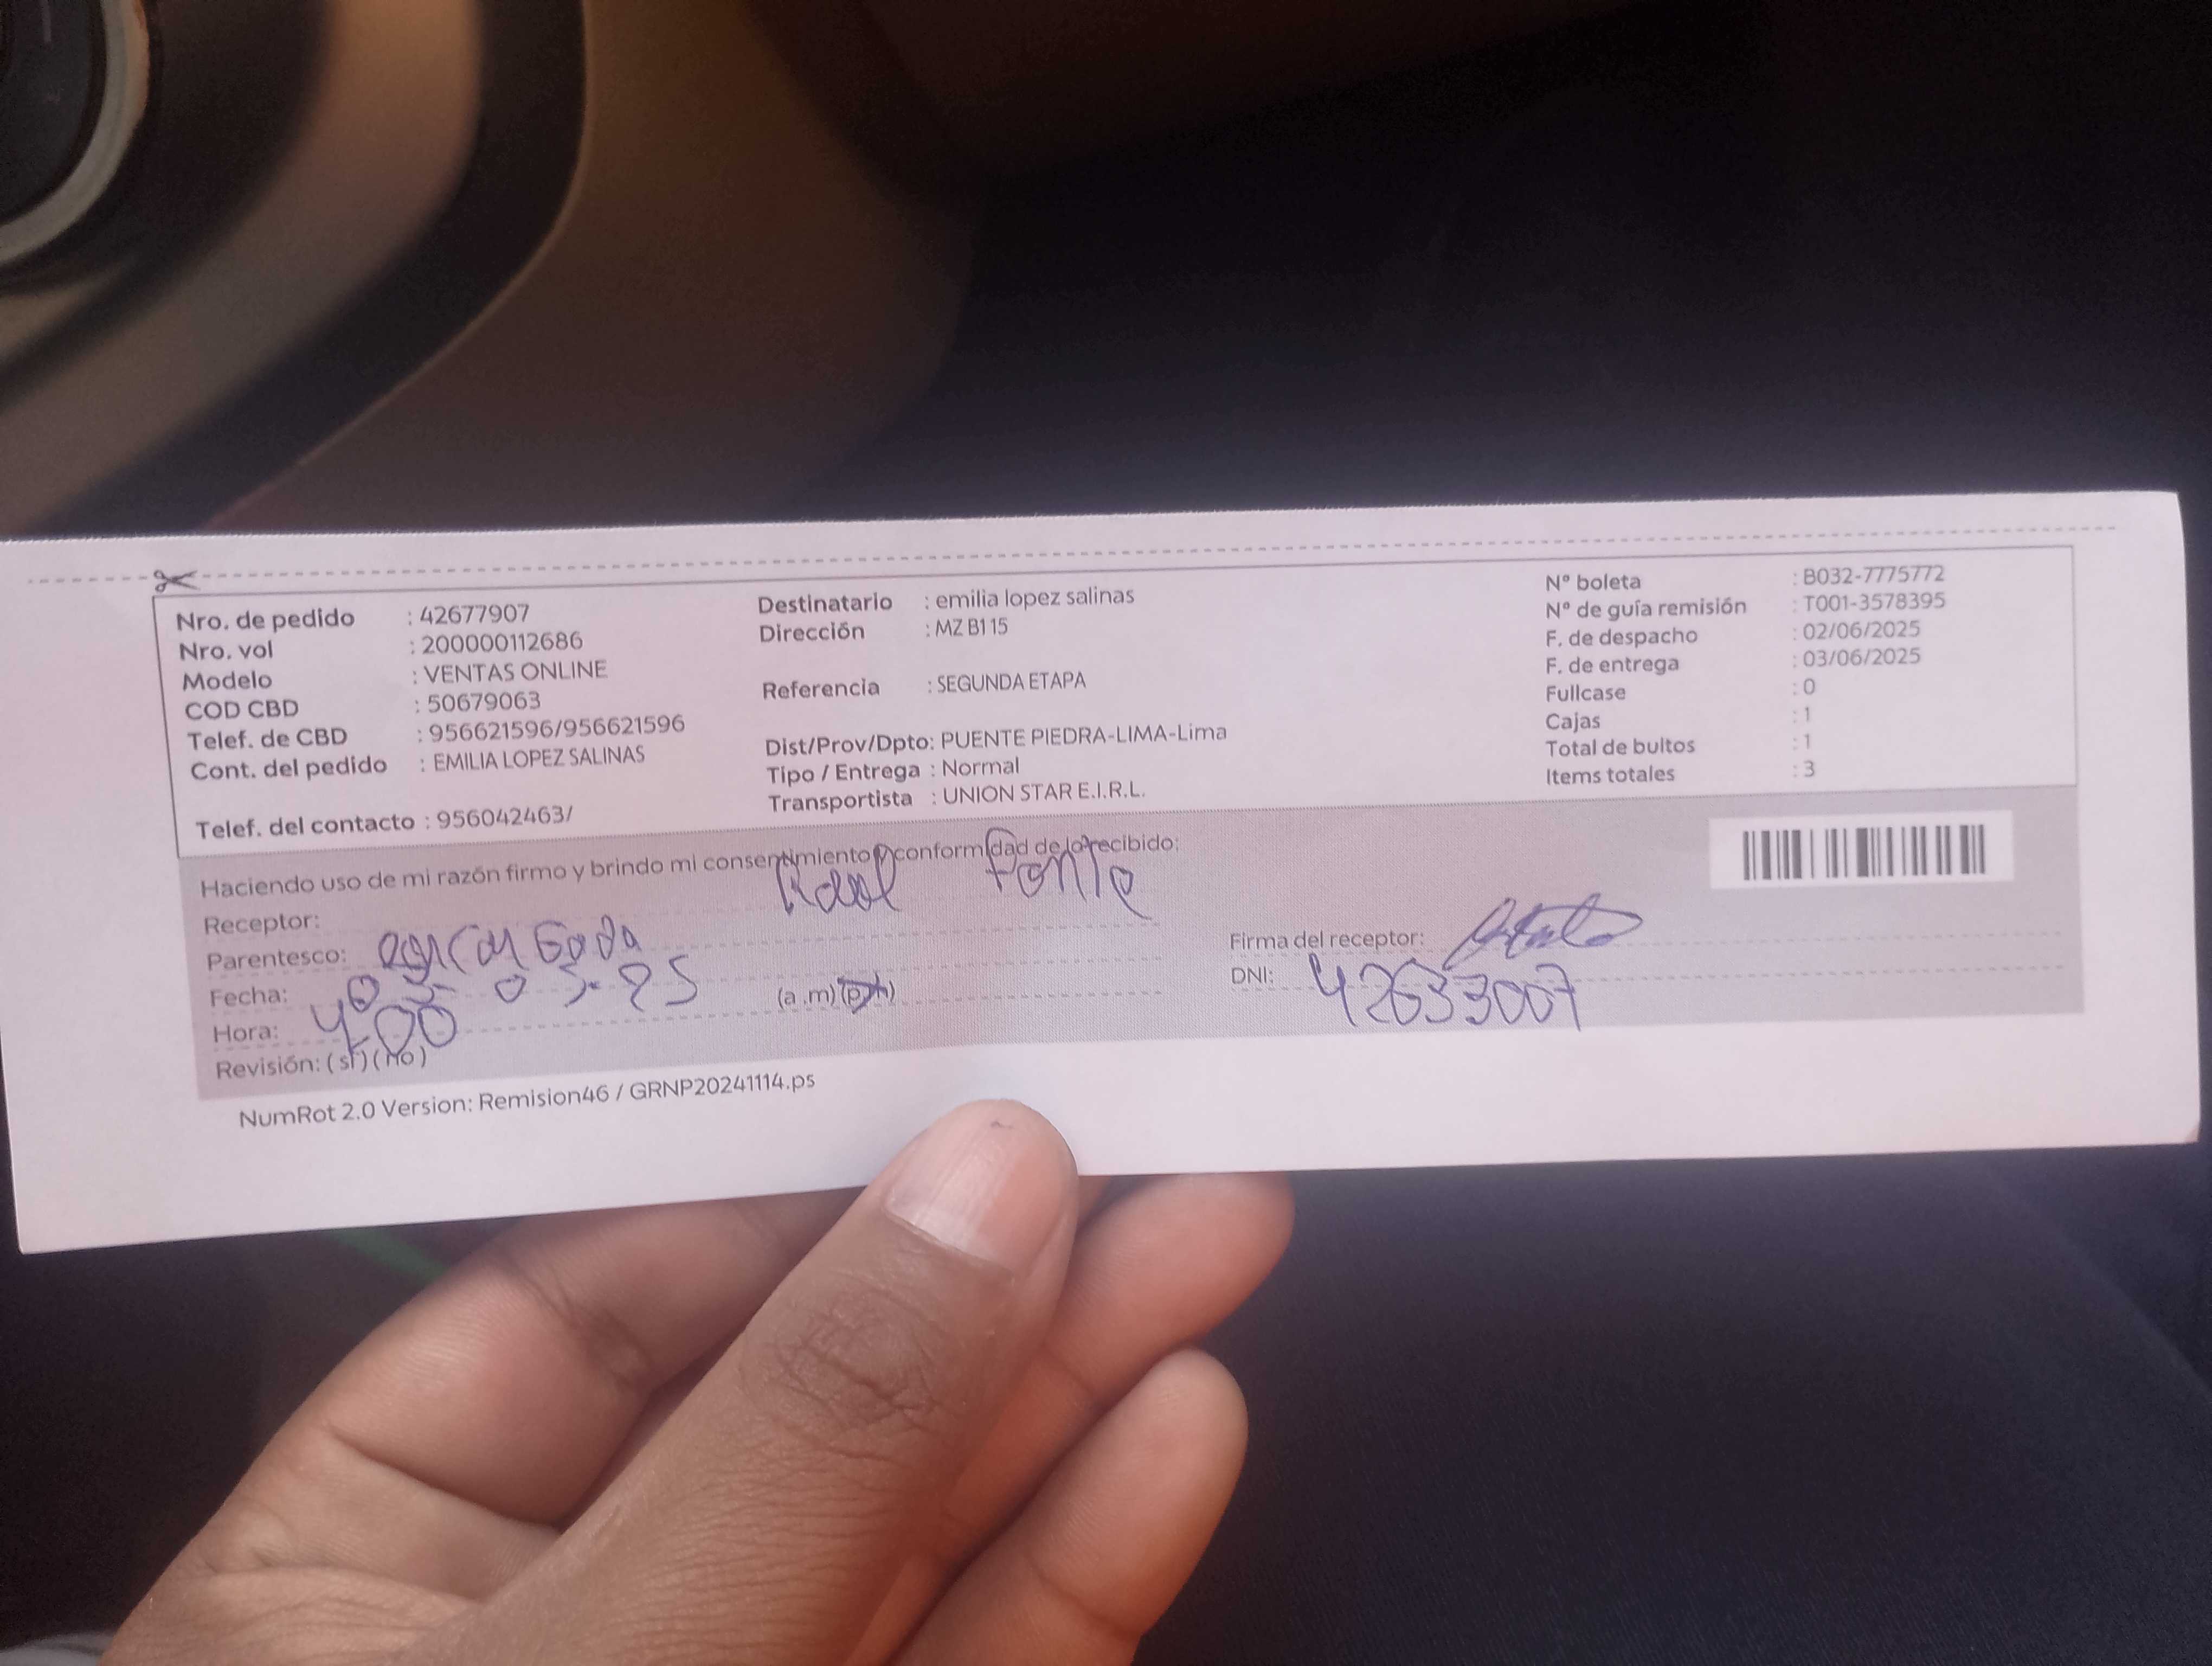 Nro. de pedido : 42677907
Nro. vol : 200000112686
Modelo : VENTAS ONLINE
COD CBD : 50679063
Telef. de CBD : 956621596/956621596
Cont. del pedido : EMILIA LOPEZ SALINAS
Telef. del contacto : 956042463/
Destinatario : emilia lopez salinas
Dirección : MZ B1 15
Referencia : SEGUNDA ETAPA
Dist/Prov/Dpto: PUENTE PIEDRA-LIMA-Lima
Tipo / Entrega : Normal
Transportista : UNION STAR E.I.R.L.
N° boleta : B032-7775772
N° de guía remisión : T001-3578395
F. de despacho : 02/06/2025
F. de entrega : 03/06/2025
Fullcase : 0
Cajas : 1
Total de bultos : 1
Items totales : 3
Haciendo uso de mi razón firmo y brindo mi consentimiento y conformidad de lo recibido:
Receptor:
Parentesco:
Fecha:
Hora: 4:00 (a .m) (p.m)
Revisión: ( sí ) ( no )
Firma del receptor:
DNI: 42633007
NumRot 2.0 Version: Remision46 / GRNP20241114.ps